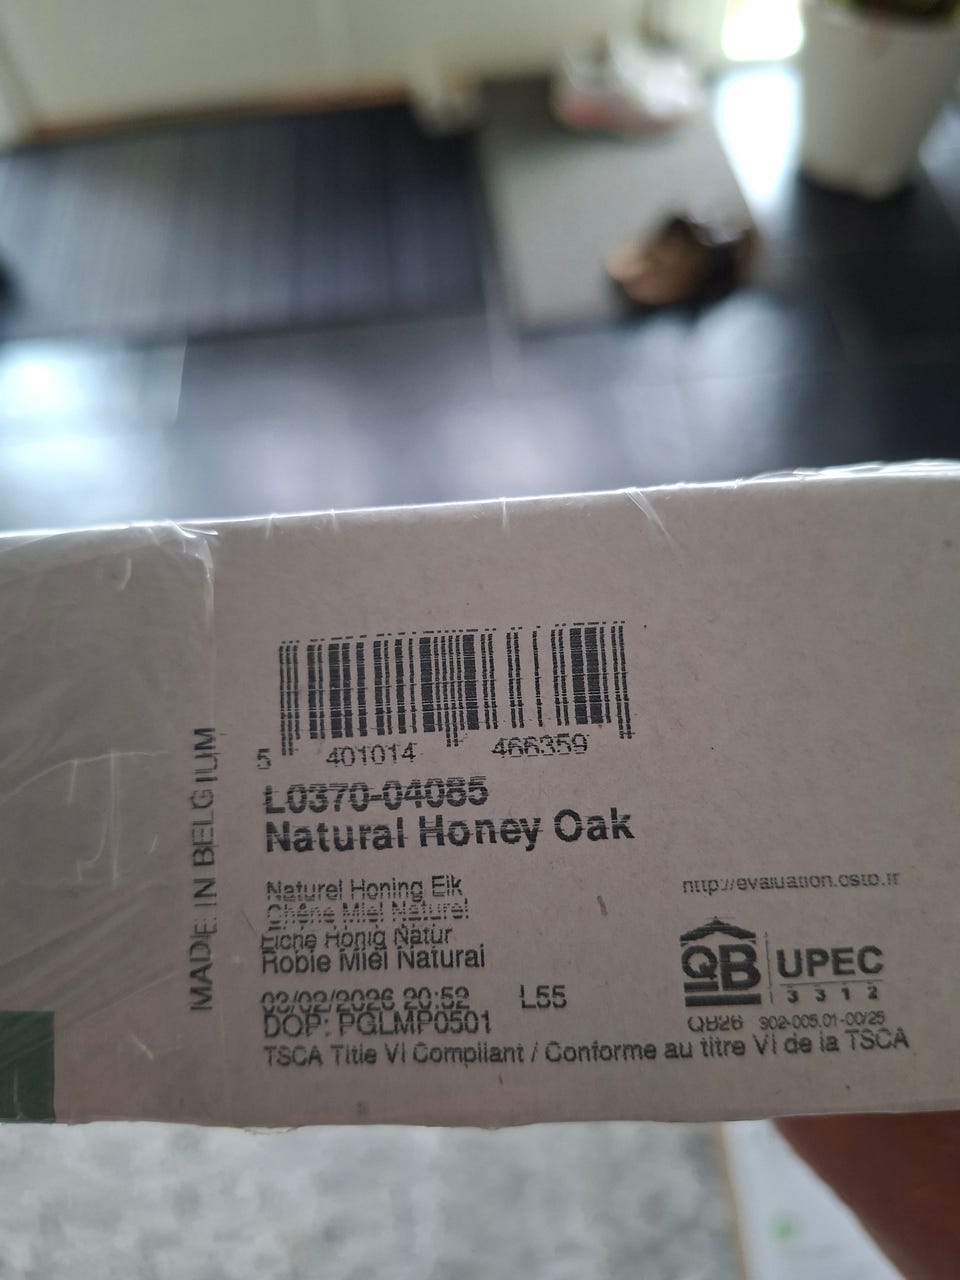 5 401014 466359
L0370-04085
Natural Honey Oak
MADE IN BELGIUM
Naturel Honing Eik
Chêne Miel Naturel
Eiche Honig Natur
Roble Miel Natural
03/02/2026 20:52 L55
DOP: PGLMP0501
TSCA Title VI Compliant / Conforme au titre VI de la TSCA
http://evaluation.cstb.fr
QB UPEC
3 3 1 2
QB26 902-005.01-00/25